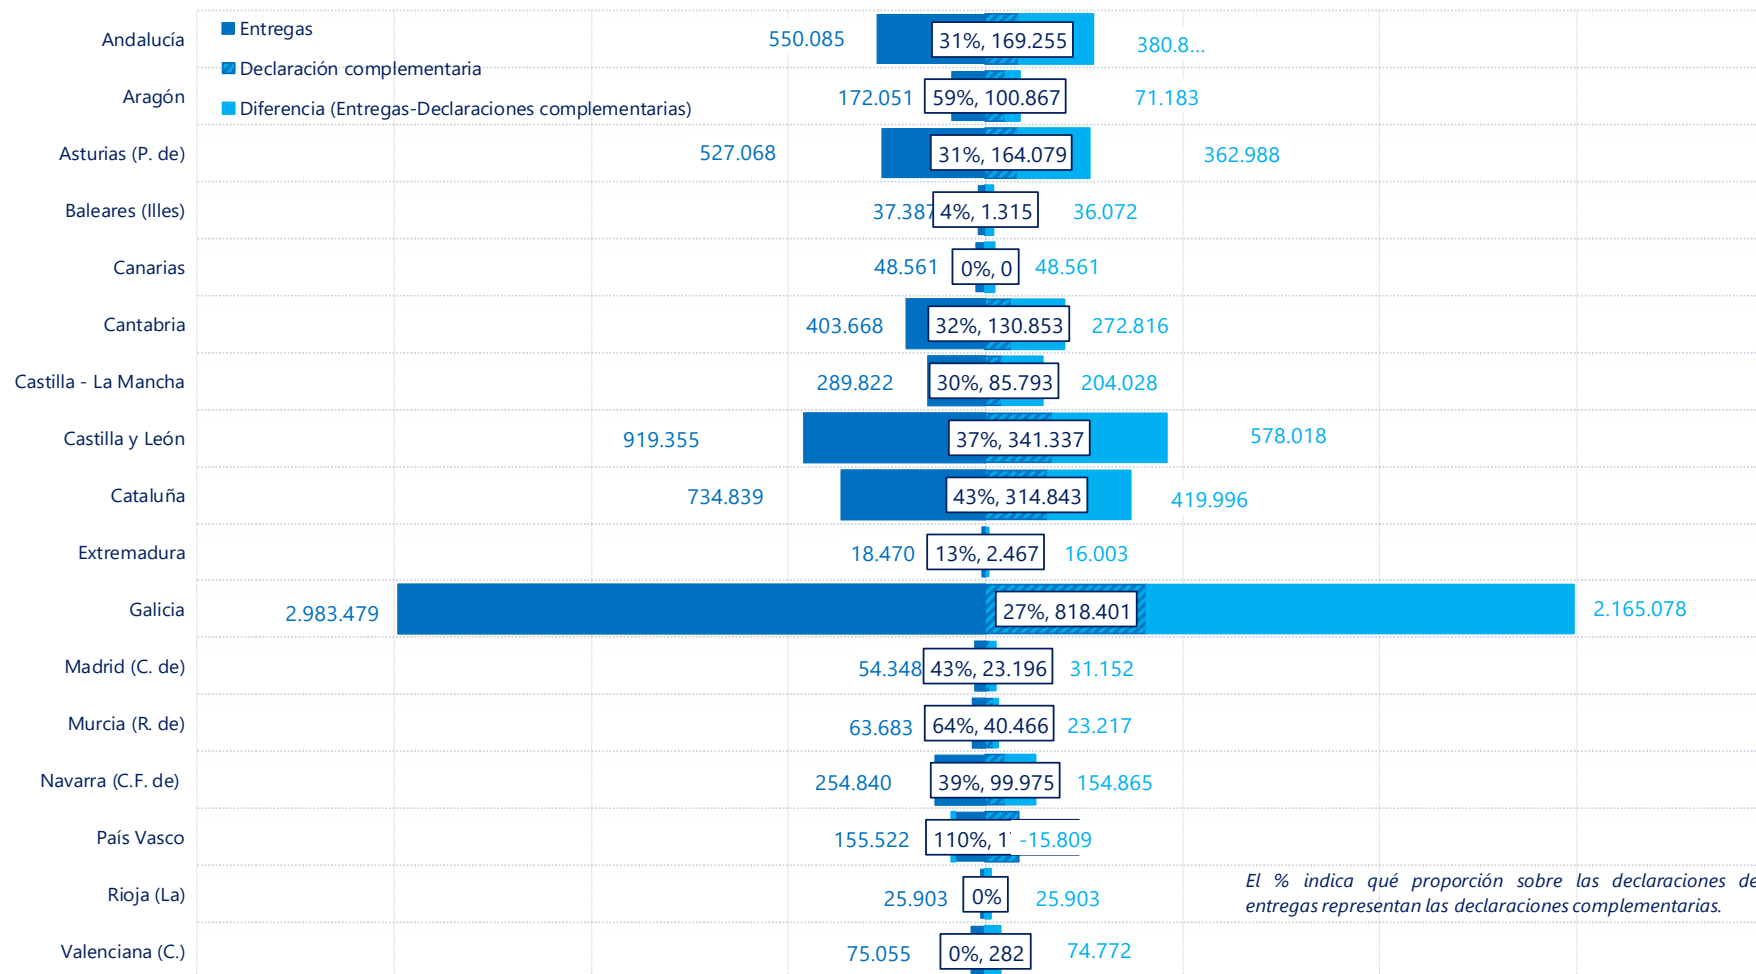 Entregas
Declaración complementaria
Diferencia (Entregas-Declaraciones complementarias)
Andalucía 550.085 31%, 169.255 380.8...
Aragón 172.051 59%, 100.867 71.183
Asturias (P. de) 527.068 31%, 164.079 362.988
Baleares (Illes) 37.387 4%, 1.315 36.072
Canarias 48.561 0%, 0 48.561
Cantabria 403.668 32%, 130.853 272.816
Castilla - La Mancha 289.822 30%, 85.793 204.028
Castilla y León 919.355 37%, 341.337 578.018
Cataluña 734.839 43%, 314.843 419.996
Extremadura 18.470 13%, 2.467 16.003
Galicia 2.983.479 27%, 818.401 2.165.078
Madrid (C. de) 54.348 43%, 23.196 31.152
Murcia (R. de) 63.683 64%, 40.466 23.217
Navarra (C.F. de) 254.840 39%, 99.975 154.865
País Vasco 155.522 110%, -15.809
Rioja (La) 25.903 0% 25.903
Valenciana (C.) 75.055 0%, 282 74.772
El % indica qué proporción sobre las declaraciones de
entregas representan las declaraciones complementarias.